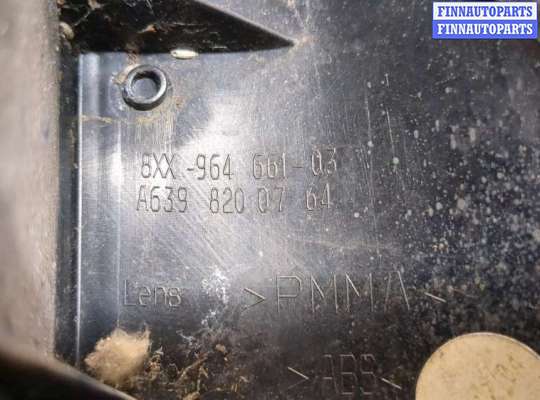 FINNAUTOPARTS
FINNAUTOPARTS
8XX -964 661-03
A639 820 07 64
Lens >PMMA<
>ABS<